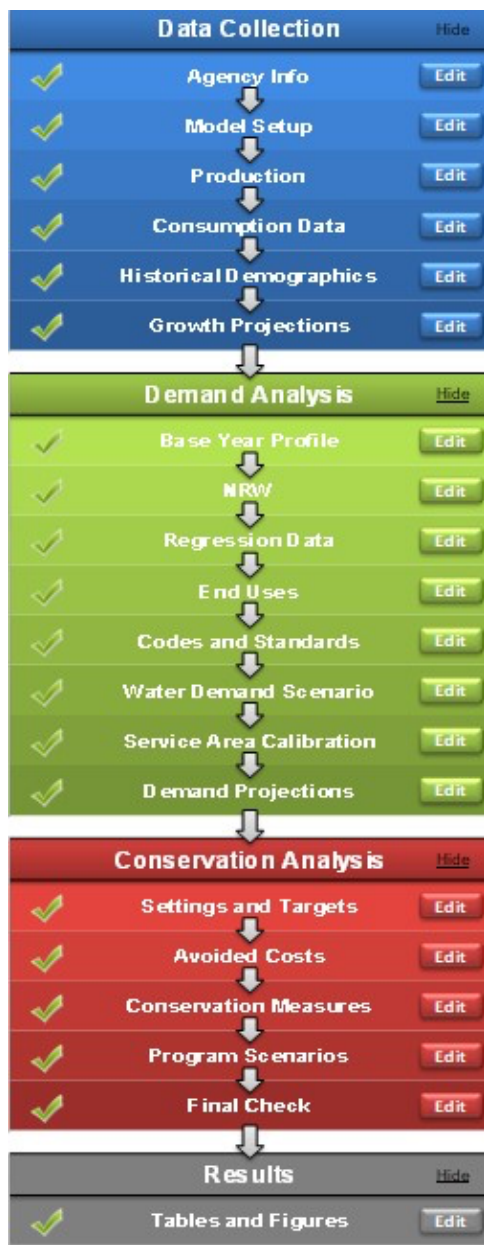 Data Collection Hide
Agency Info Edit
Model Setup Edit
Production Edit
Consumption Data Edit
Historical Demographics Edit
Growth Projections Edit
Demand Analysis Hide
Base Year Profile Edit
NRW Edit
Regression Data Edit
End Uses Edit
Codes and Standards Edit
Water Demand Scenario Edit
Service Area Calibration Edit
Demand Projections Edit
Conservation Analysis Hide
Settings and Targets Edit
Avoided Costs Edit
Conservation Measures Edit
Program Scenarios Edit
Final Check Edit
Results Hide
Tables and Figures Edit